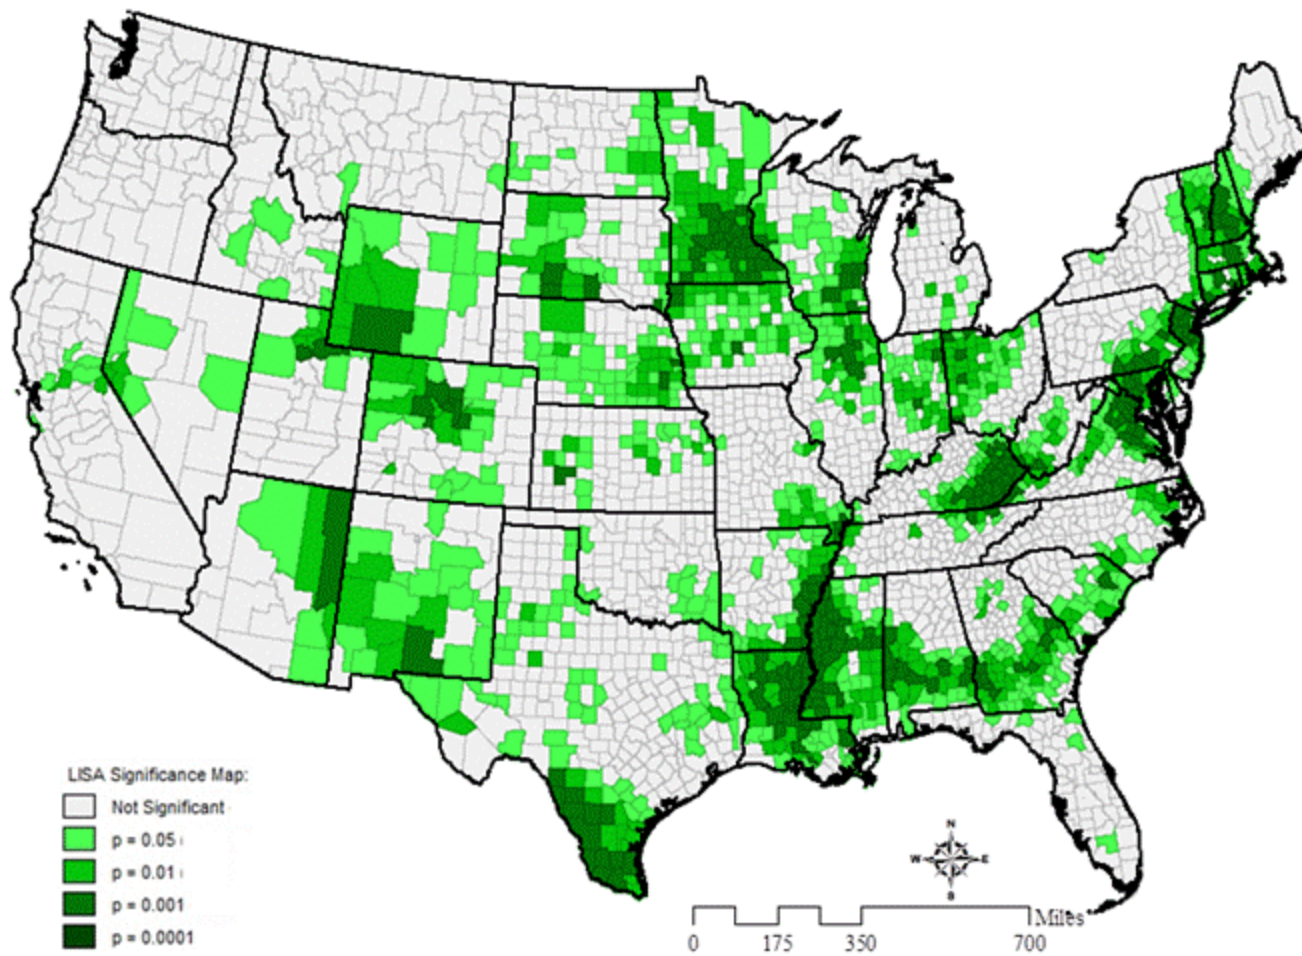 LISA Significance Map:
Not Significant
p = 0.05
p = 0.01
p = 0.001
p = 0.0001
N
W E
S
Miles
0 175 350 700